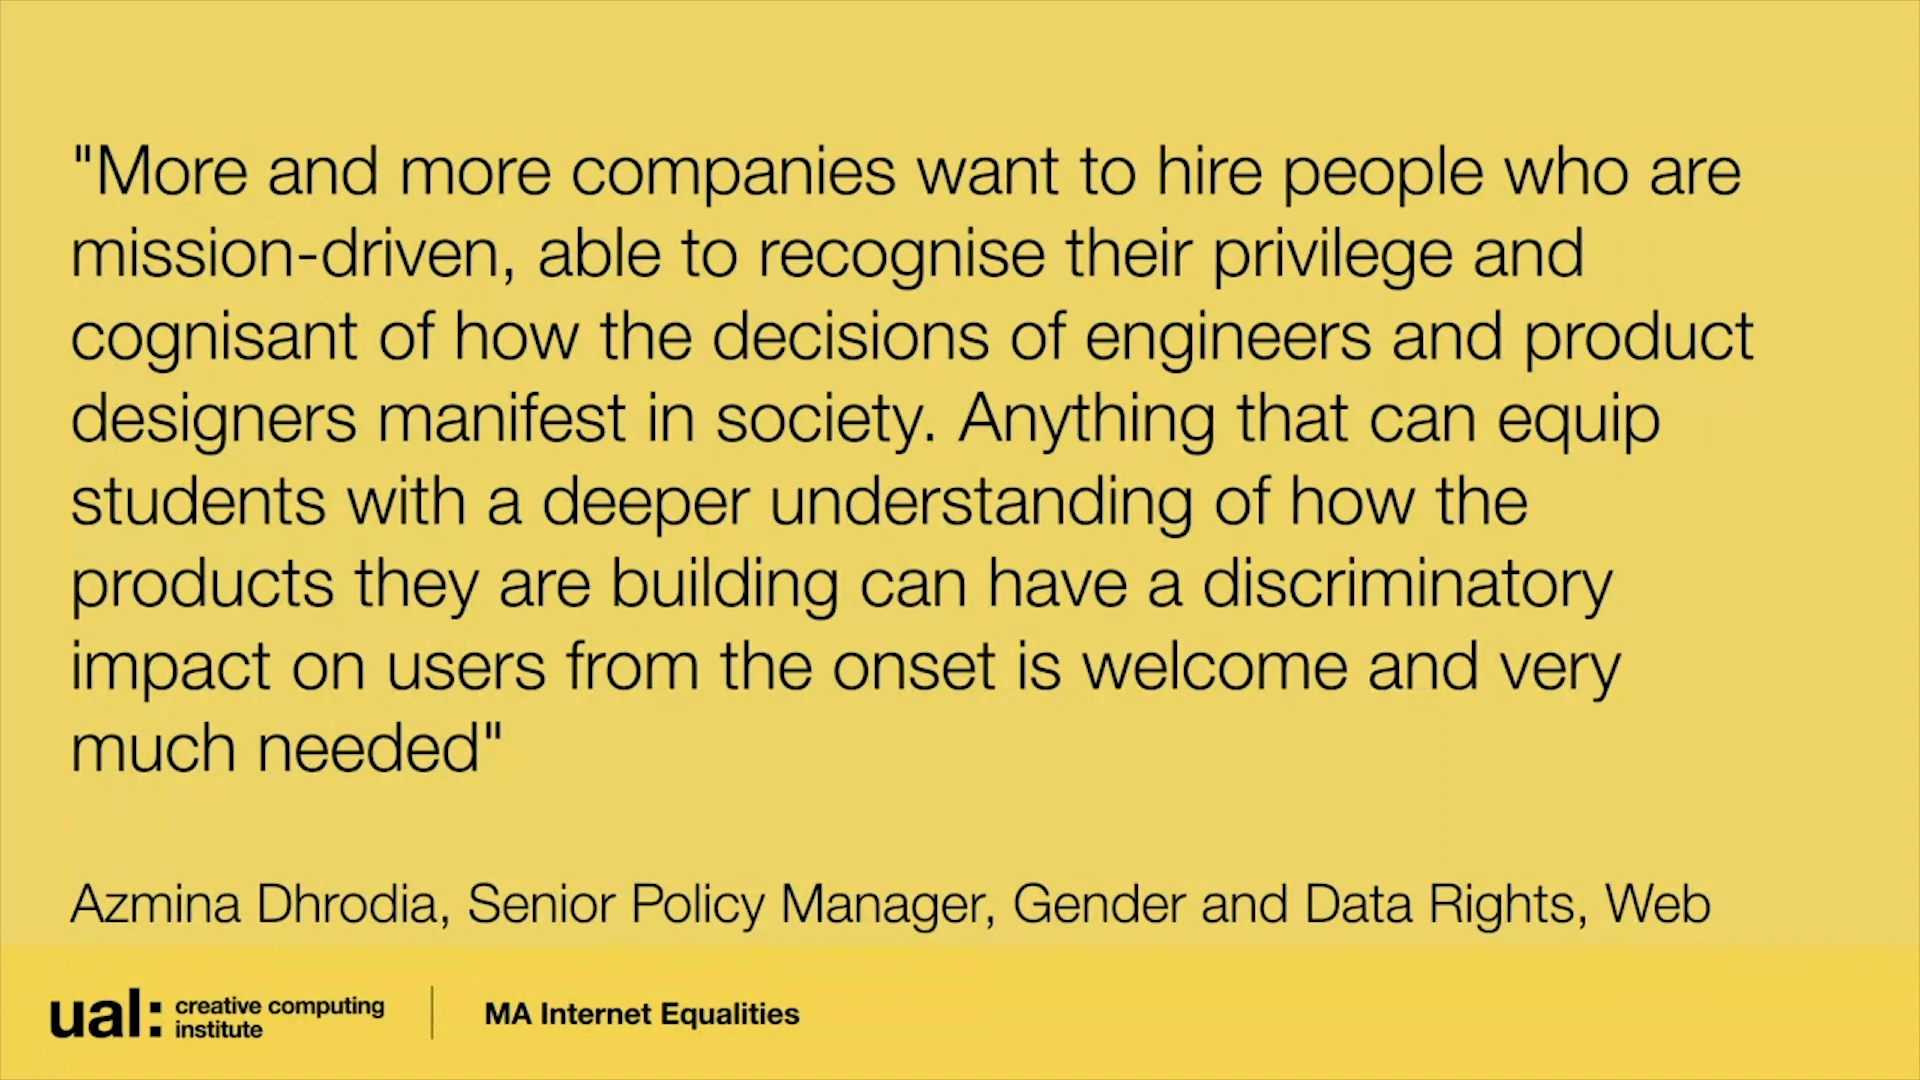 "More and more companies want to hire people who are
mission-driven, able to recognise their privilege and
cognisant of how the decisions of engineers and product
designers manifest in society. Anything that can equip
students with a deeper understanding of how the
products they are building can have a discriminatory
impact on users from the onset is welcome and very
much needed"
Azmina Dhrodia, Senior Policy Manager, Gender and Data Rights, Web
ual: creative computing
institute
MA Internet Equalities